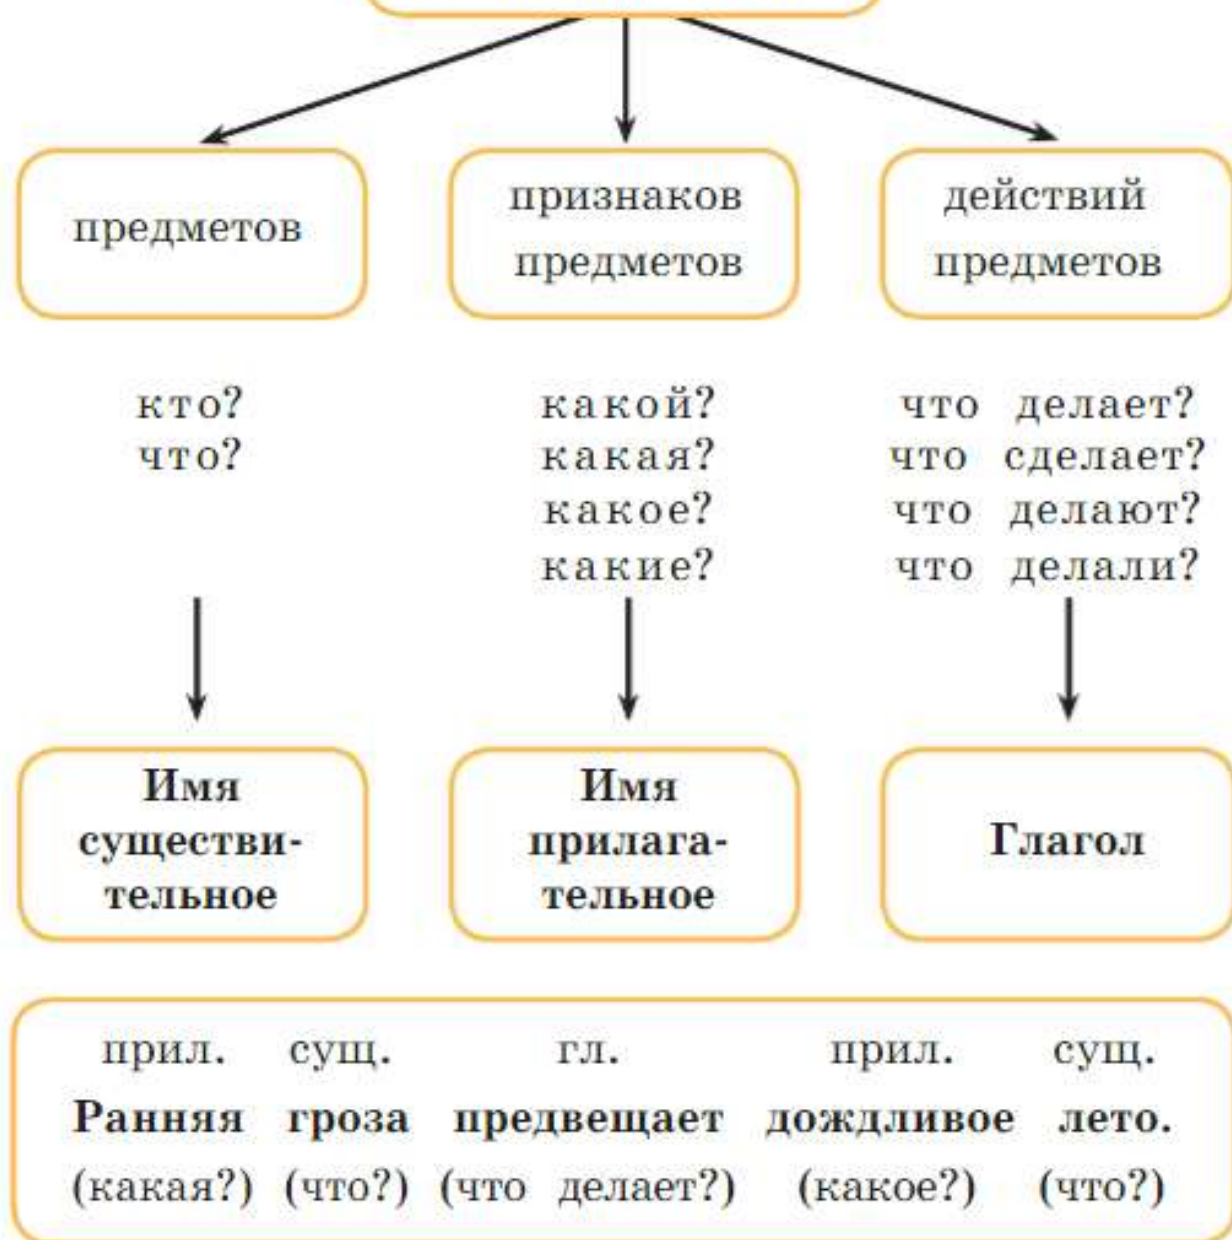 предметов
признаков
предметов
действий
предметов
кто?
что?
какой?
какая?
какое?
какие?
что делает?
что сделает?
что делают?
что делали?
Имя
существи-
тельное
Имя
прилага-
тельное
Глагол
прил. сущ. гл. прил. сущ.
Ранняя гроза предвещает дождливое лето.
(какая?) (что?) (что делает?) (какое?) (что?)